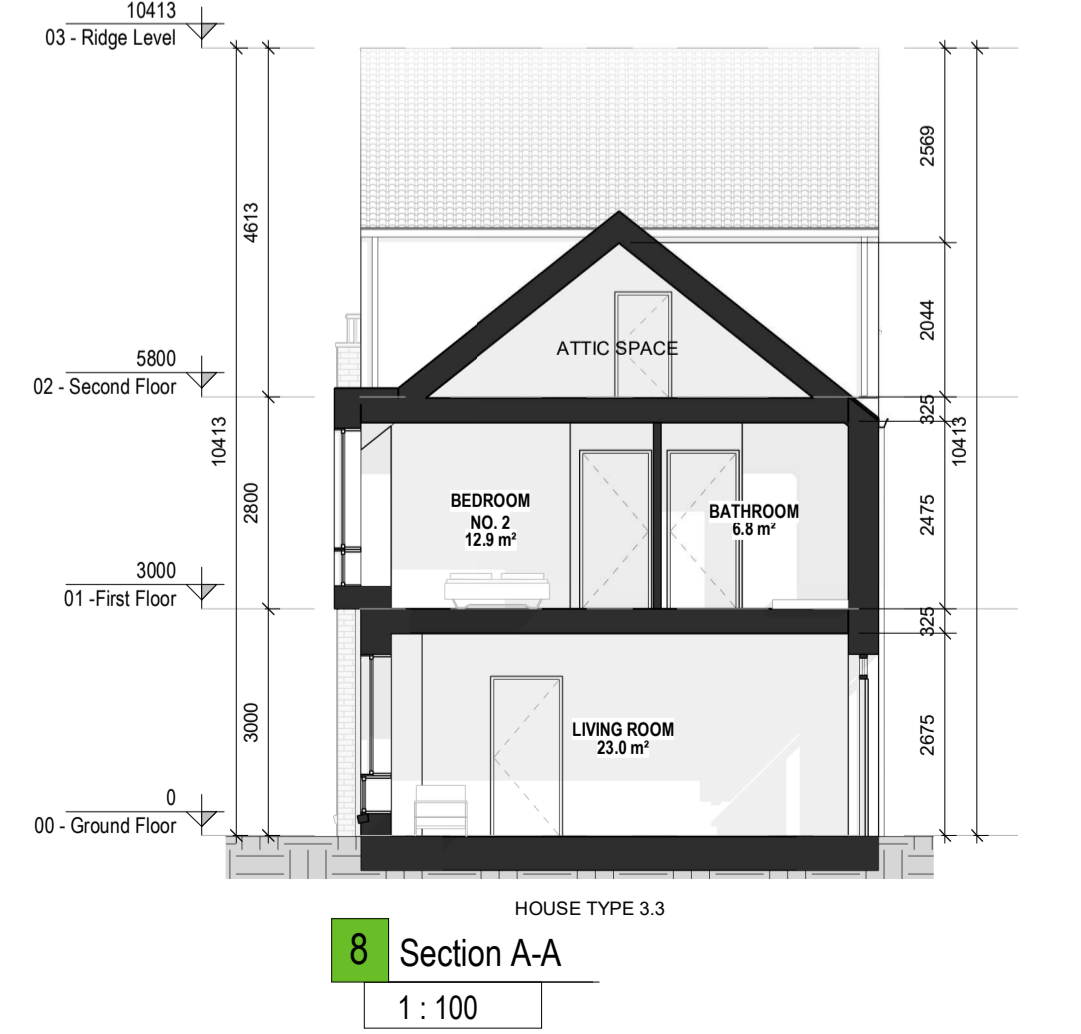 10413
03 - Ridge Level
2569
4613
2044
ATTIC SPACE
5800
02 - Second Floor
325
10413
10413
2800
2475
BEDROOM
NO. 2
12.9 m²
BATHROOM
6.8 m²
3000
01 -First Floor
325
3000
2675
LIVING ROOM
23.0 m²
0
00 - Ground Floor
HOUSE TYPE 3.3
8 Section A-A
1 : 100